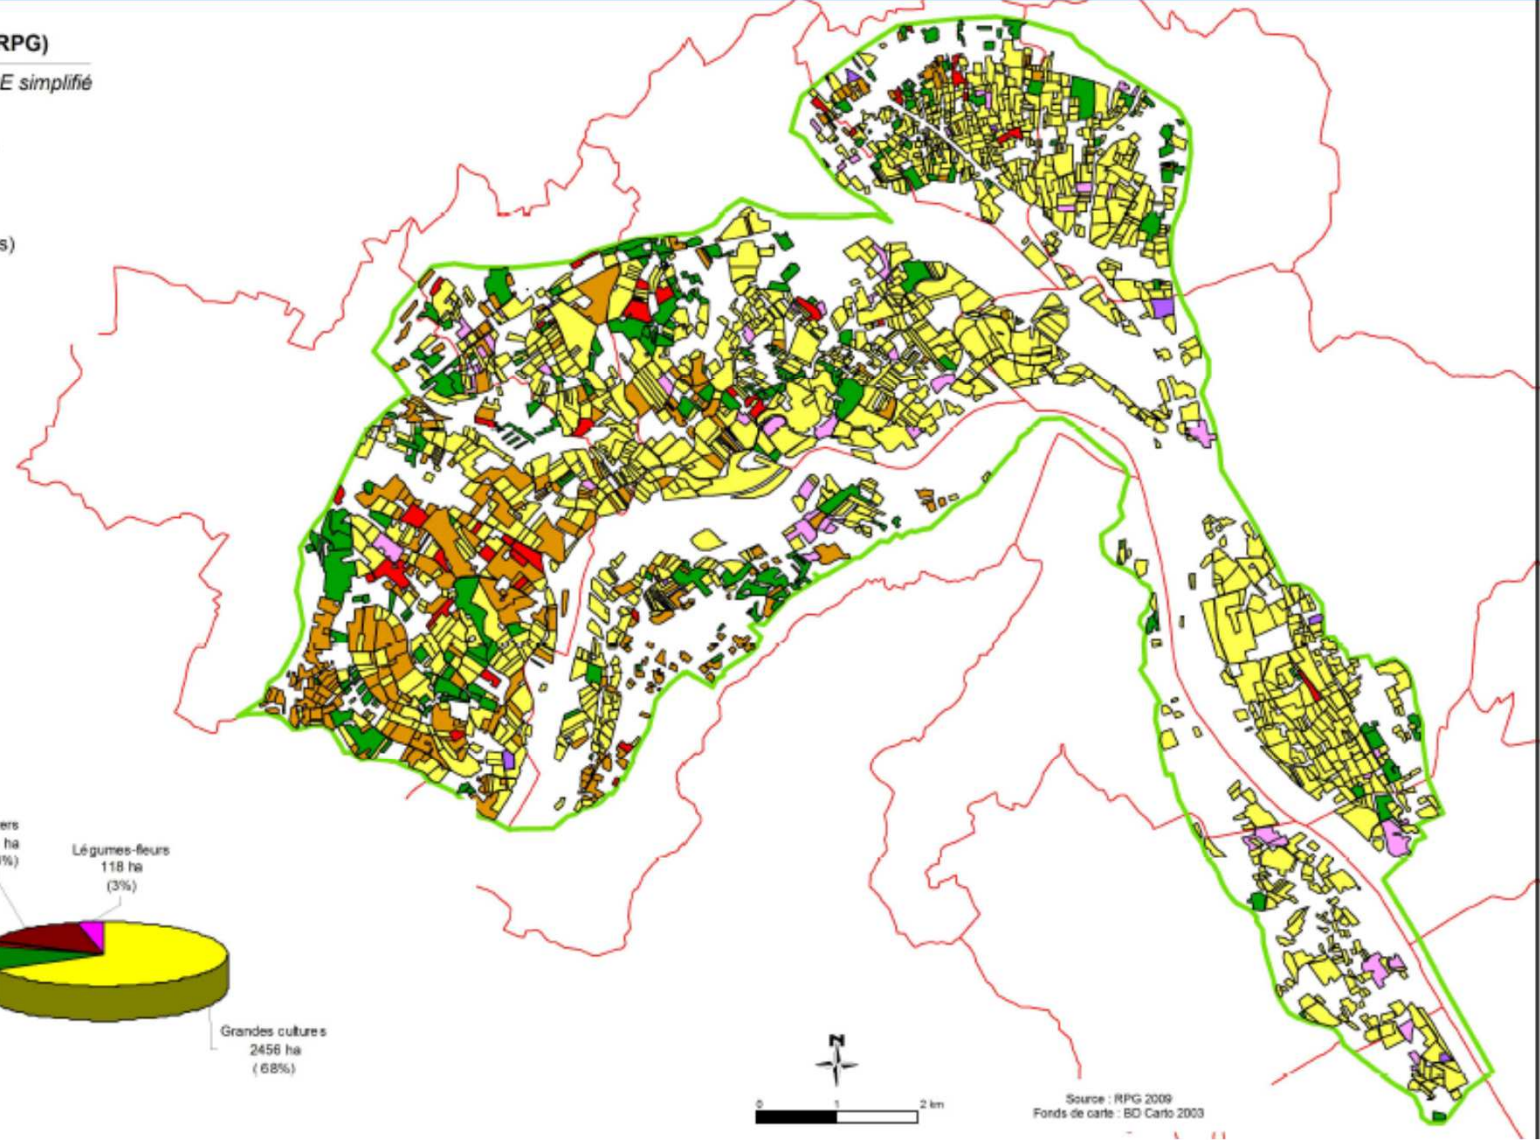 RPG)
E simplifié
s)
ers
ha
%)
Légumes-fleurs
118 ha
(3%)
Grandes cultures
2456 ha
(68%)
N
0 1 2 km
Source : RPG 2009
Fonds de carte : BD Carto 2003